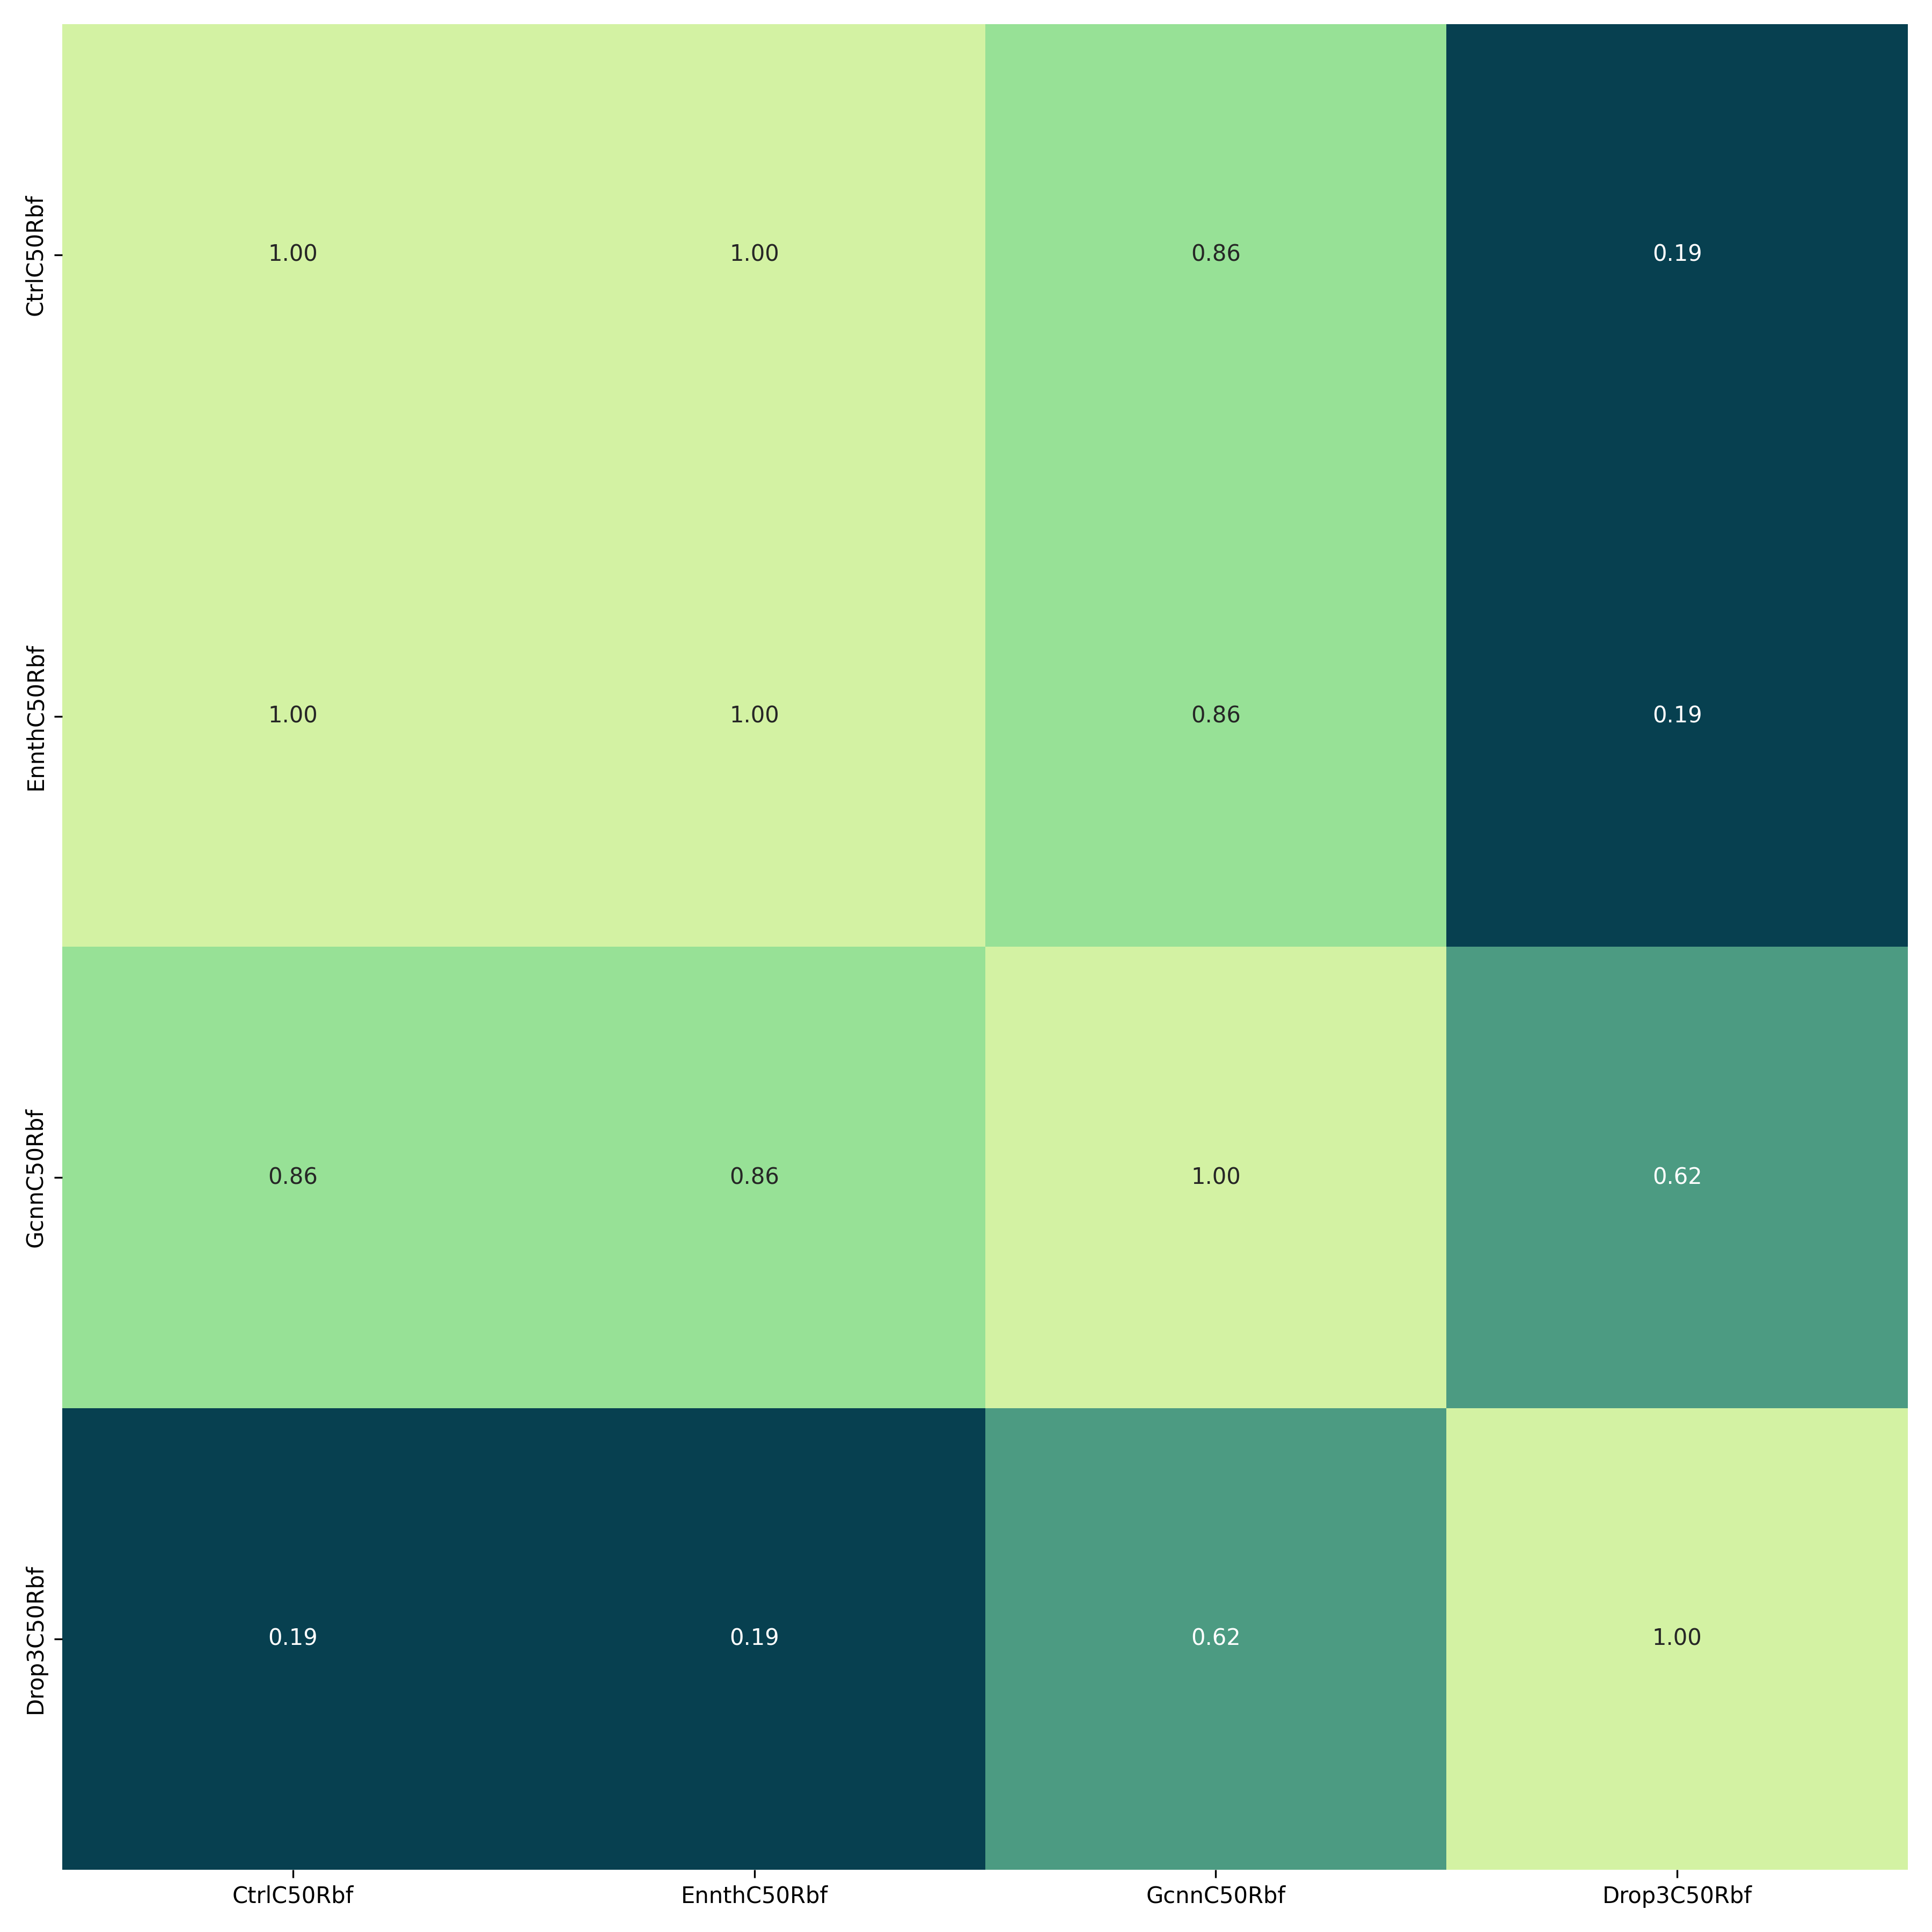 CtrlC50Rbf 1.00 1.00 0.86 0.19
EnnthC50Rbf 1.00 1.00 0.86 0.19
GcnnC50Rbf 0.86 0.86 1.00 0.62
Drop3C50Rbf 0.19 0.19 0.62 1.00
CtrlC50Rbf EnnthC50Rbf GcnnC50Rbf Drop3C50Rbf